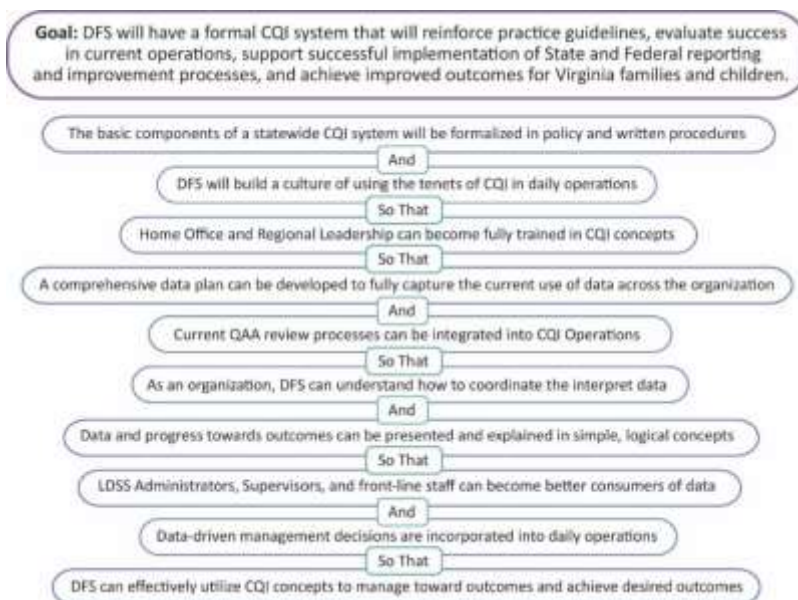 Goal: DFS will have a formal CQI system that will reinforce practice guidelines, evaluate success
in current operations, support successful implementation of State and Federal reporting
and improvement processes, and achieve improved outcomes for Virginia families and children.
The basic components of a statewide CQI system will be formalized in policy and written procedures
And
DFS will build a culture of using the tenets of CQI in daily operations
So That
Home Office and Regional Leadership can become fully trained in CQI concepts
So That
A comprehensive data plan can be developed to fully capture the current use of data across the organization
And
Current QAA review processes can be integrated into CQI Operations
So That
As an organization, DFS can understand how to coordinate the interpret data
And
Data and progress towards outcomes can be presented and explained in simple, logical concepts
So That
LDSS Administrators, Supervisors, and front-line staff can become better consumers of data
And
Data-driven management decisions are incorporated into daily operations
So That
DFS can effectively utilize CQI concepts to manage toward outcomes and achieve desired outcomes